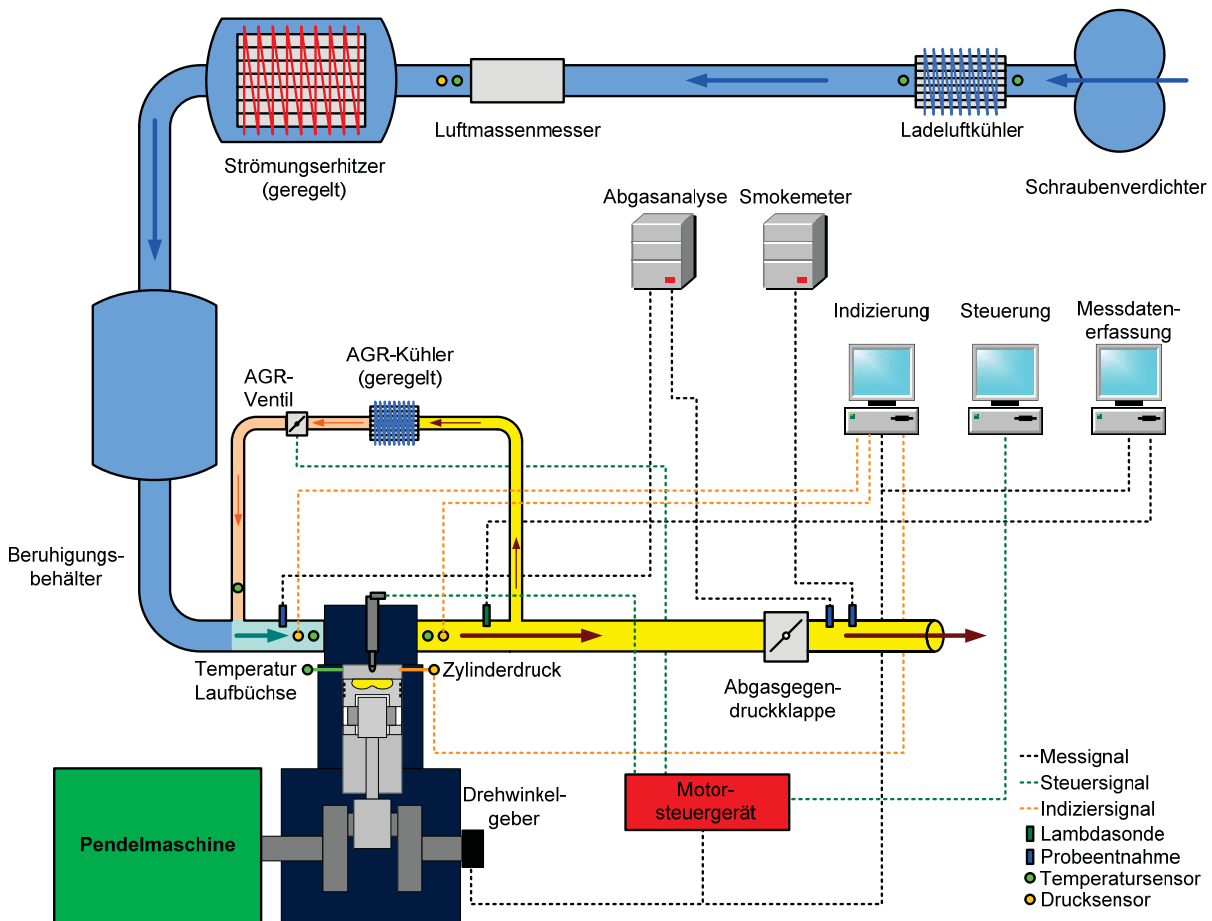 Luftmassenmesser
Ladeluftkühler
Strömungserhitzer
(geregelt)
Schraubenverdichter
Abgasanalyse
Smokemeter
Indizierung
Steuerung
Messdaten-
erfassung
AGR-Kühler
(geregelt)
AGR-
Ventil
Beruhigungs-
behälter
Temperatur
Laufbüchse
Zylinderdruck
Abgasgegen-
druckklappe
Drehwinkel-
geber
Motor-
steuergerät
Pendelmaschine
Messignal
Steuersignal
Indiziersignal
Lambdasonde
Probeentnahme
Temperatursensor
Drucksensor